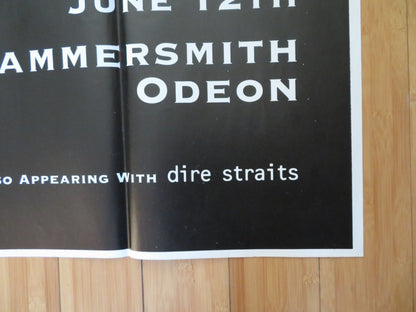 JUNE 12TH
AMMERSMITH
ODEON
SO APPEARING WITH dire straits